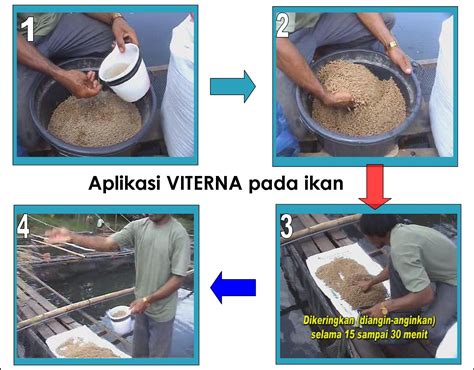 1
2
Aplikasi VITERNA pada ikan
4
3
Dikeringkan (diangin-anginkan)
selama 15 sampai 30 menit